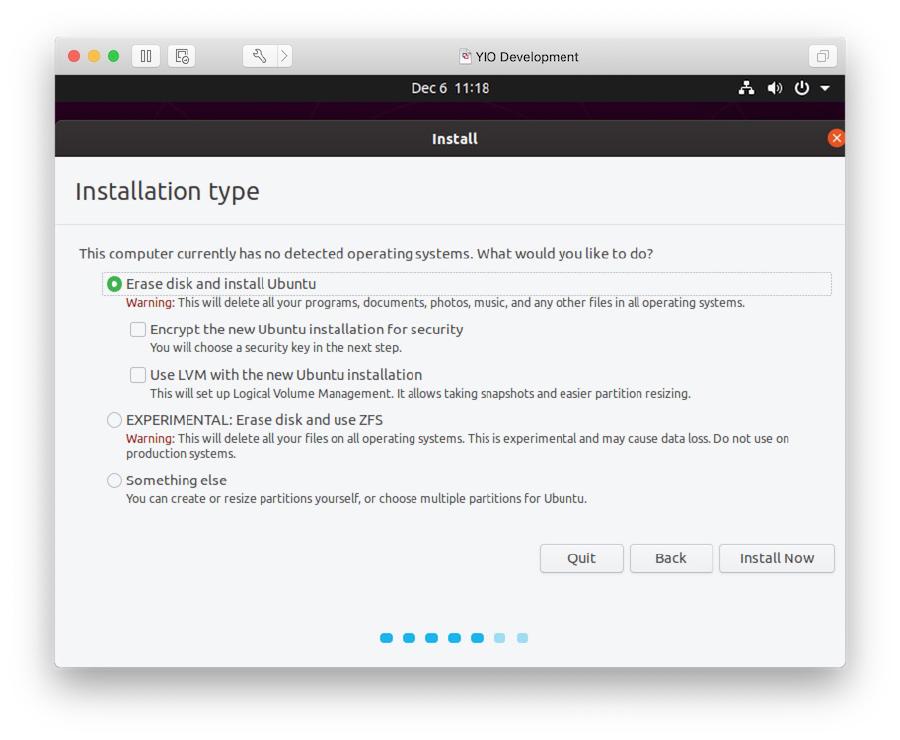 YIO Development
Dec 6 11:18
Install
Installation type
This computer currently has no detected operating systems. What would you like to do?
Erase disk and install Ubuntu
Warning: This will delete all your programs, documents, photos, music, and any other files in all operating systems.
Encrypt the new Ubuntu installation for security
You will choose a security key in the next step.
Use LVM with the new Ubuntu installation
This will set up Logical Volume Management. It allows taking snapshots and easier partition resizing.
EXPERIMENTAL: Erase disk and use ZFS
Warning: This will delete all your files on all operating systems. This is experimental and may cause data loss. Do not use on
production systems.
Something else
You can create or resize partitions yourself, or choose multiple partitions for Ubuntu.
Quit Back Install Now